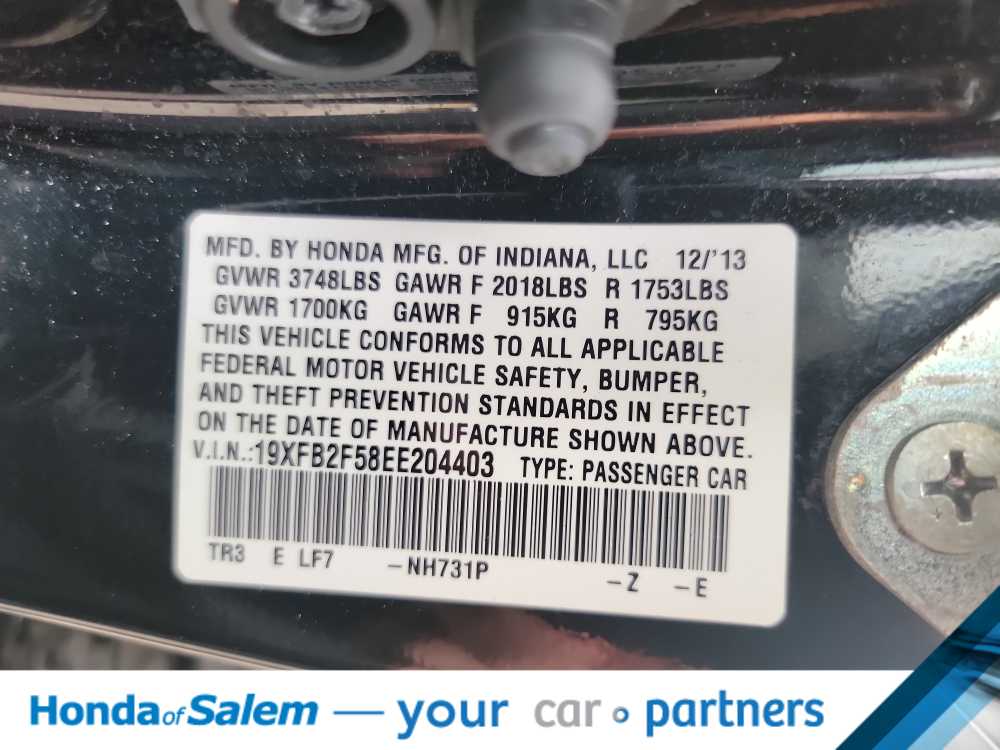 MFD. BY HONDA MFG. OF INDIANA, LLC 12/'13
GVWR 3748LBS GAWR F 2018LBS R 1753LBS
GVWR 1700KG GAWR F 915KG R 795KG
THIS VEHICLE CONFORMS TO ALL APPLICABLE
FEDERAL MOTOR VEHICLE SAFETY, BUMPER,
AND THEFT PREVENTION STANDARDS IN EFFECT
ON THE DATE OF MANUFACTURE SHOWN ABOVE.
V.I.N.:19XFB2F58EE204403 TYPE: PASSENGER CAR
TR3 E LF7 -NH731P -Z -E
Honda of Salem — your car partners